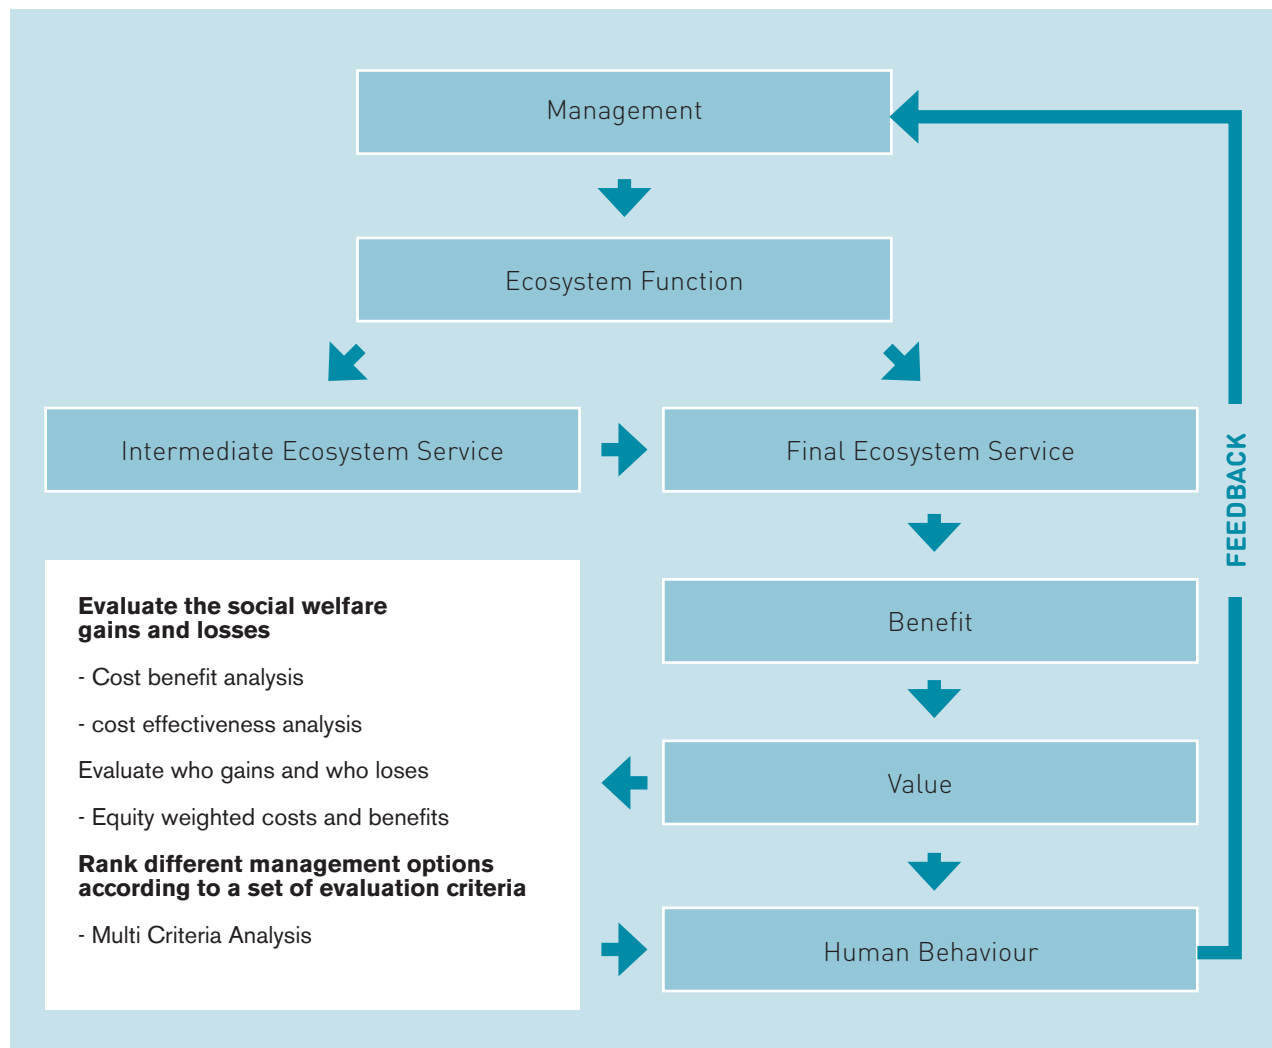 Management
Ecosystem Function
Intermediate Ecosystem Service
Final Ecosystem Service
FEEDBACK
Benefit
Value
Human Behaviour
Evaluate the social welfare
gains and losses
- Cost benefit analysis
- cost effectiveness analysis
Evaluate who gains and who loses
- Equity weighted costs and benefits
Rank different management options
according to a set of evaluation criteria
- Multi Criteria Analysis